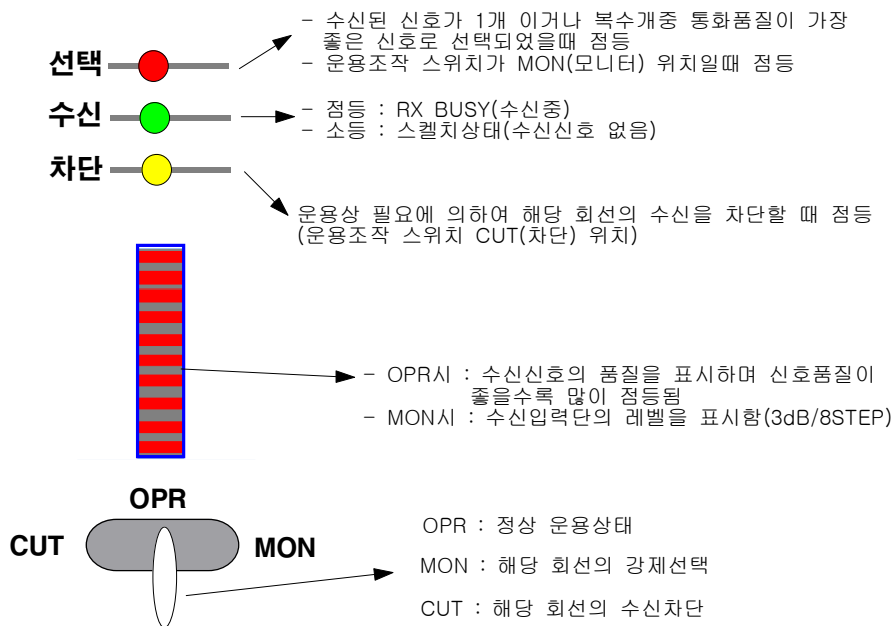 - 수신된 신호가 1개 이거나 복수개중 통화품질이 가장
좋은 신호로 선택되었을때 점등
- 운용조작 스위치가 MON(모니터) 위치일때 점등
선택
수신
- 점등 : RX BUSY(수신중)
- 소등 : 스켈치상태(수신신호 없음)
차단
운용상 필요에 의하여 해당 회선의 수신을 차단할 때 점등
(운용조작 스위치 CUT(차단) 위치)
- OPR시 : 수신신호의 품질을 표시하며 신호품질이
좋을수록 많이 점등됨
- MON시 : 수신입력단의 레벨을 표시함(3dB/8STEP)
OPR
CUT
MON
OPR : 정상 운용상태
MON : 해당 회선의 강제선택
CUT : 해당 회선의 수신차단